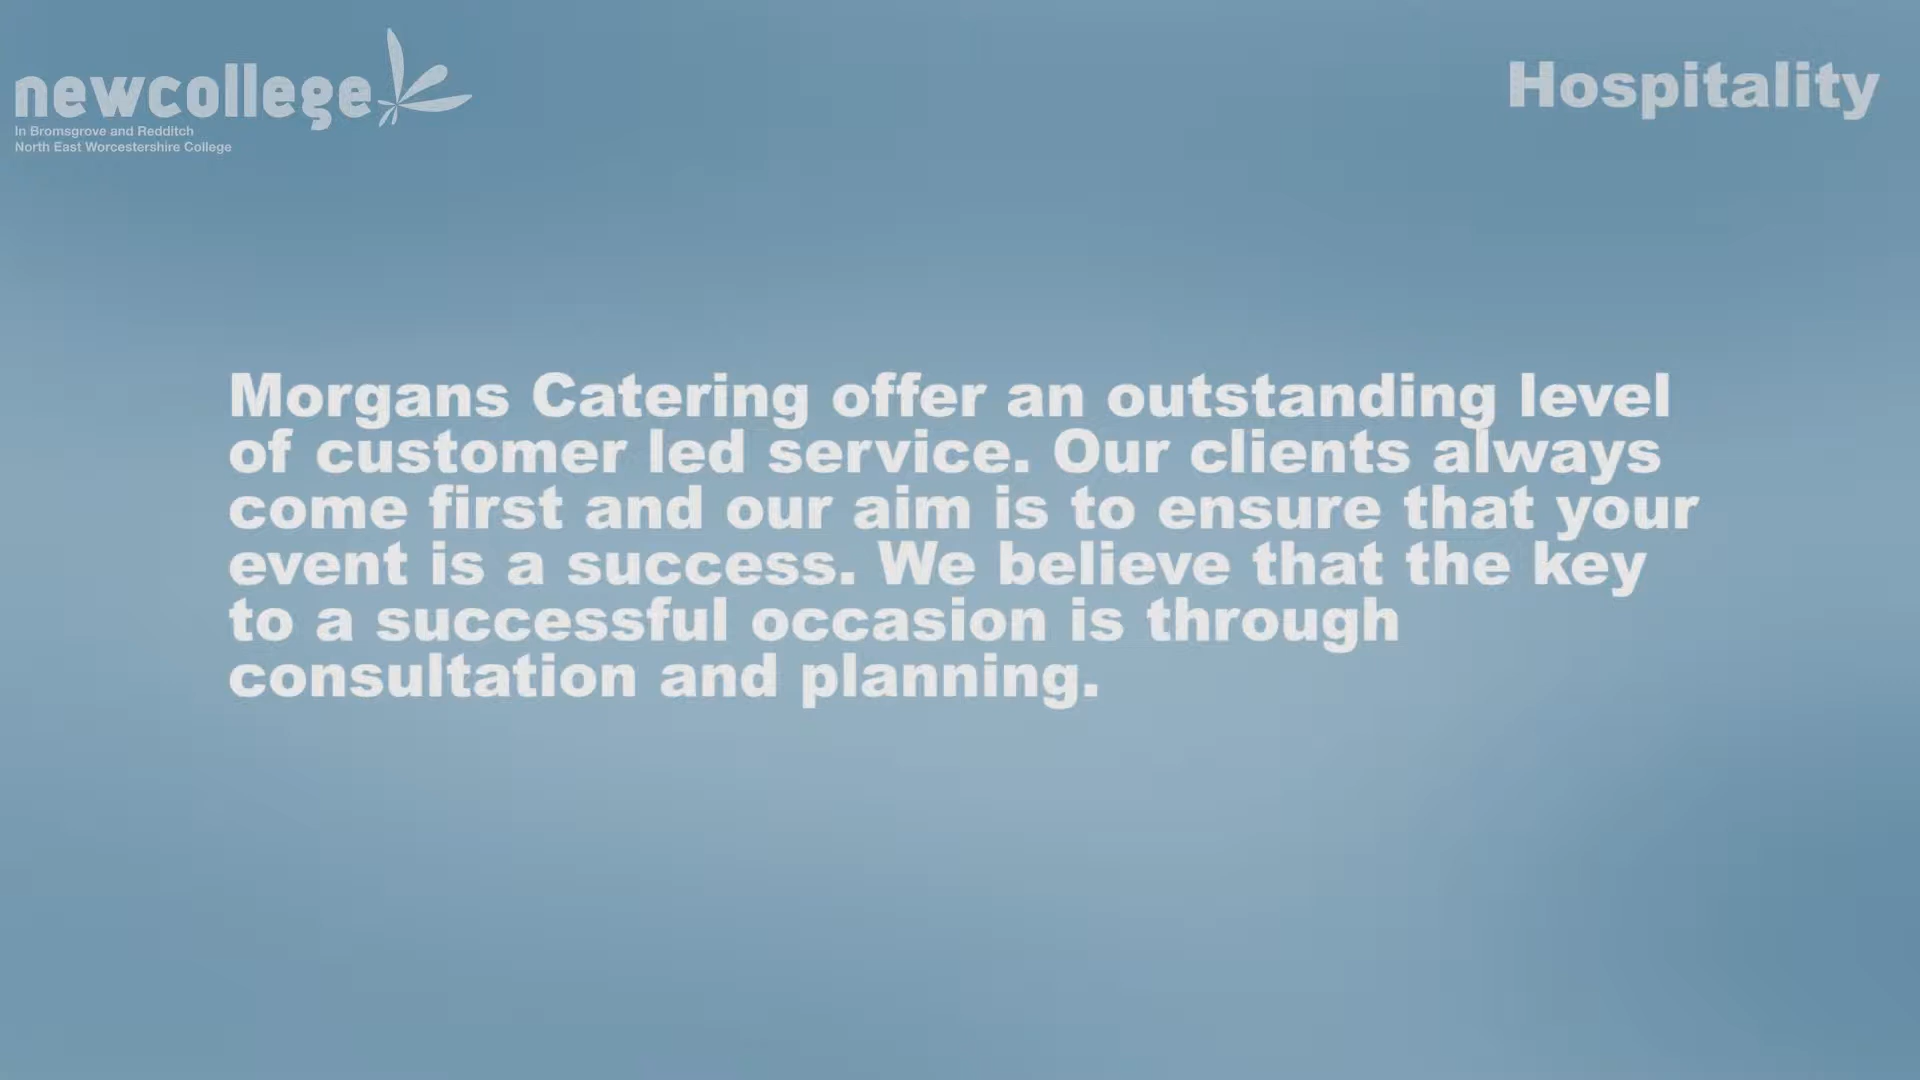 newcollege
In Bromsgrove and Redditch
North East Worcestershire College
Hospitality
Morgans Catering offer an outstanding level
of customer led service. Our clients always
come first and our aim is to ensure that your
event is a success. We believe that the key
to a successful occasion is through
consultation and planning.